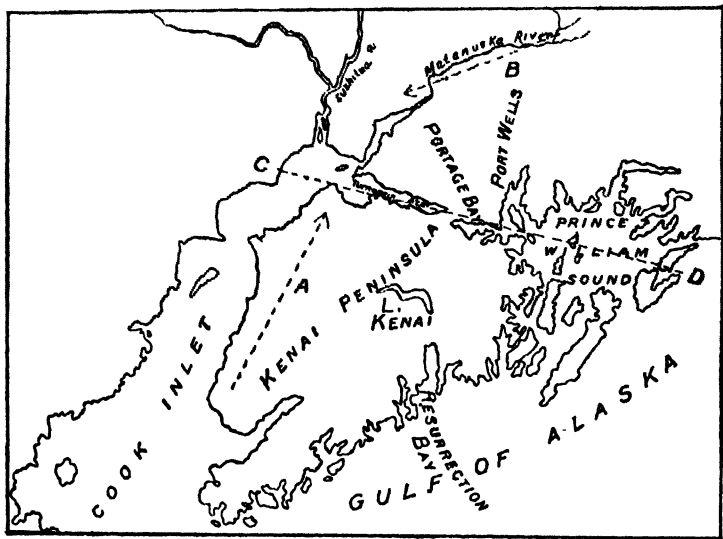 Sushitna R.
Matanuska River
B
PORT WELLS
PORTAGE BAY
C
PRINCE
WILLIAM
SOUND
D
A
KENAI PENINSULA
L.
KENAI
COOK INLET
RESURRECTION
BAY
GULF OF ALASKA